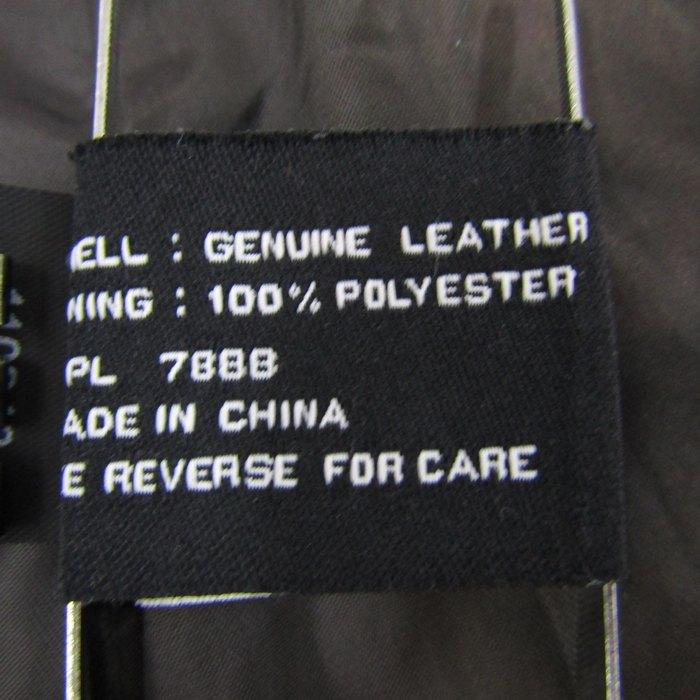 ELL : GENUINE LEATHER
NING : 100% POLYESTER
PL 7888
ADE IN CHINA
E REVERSE FOR CARE